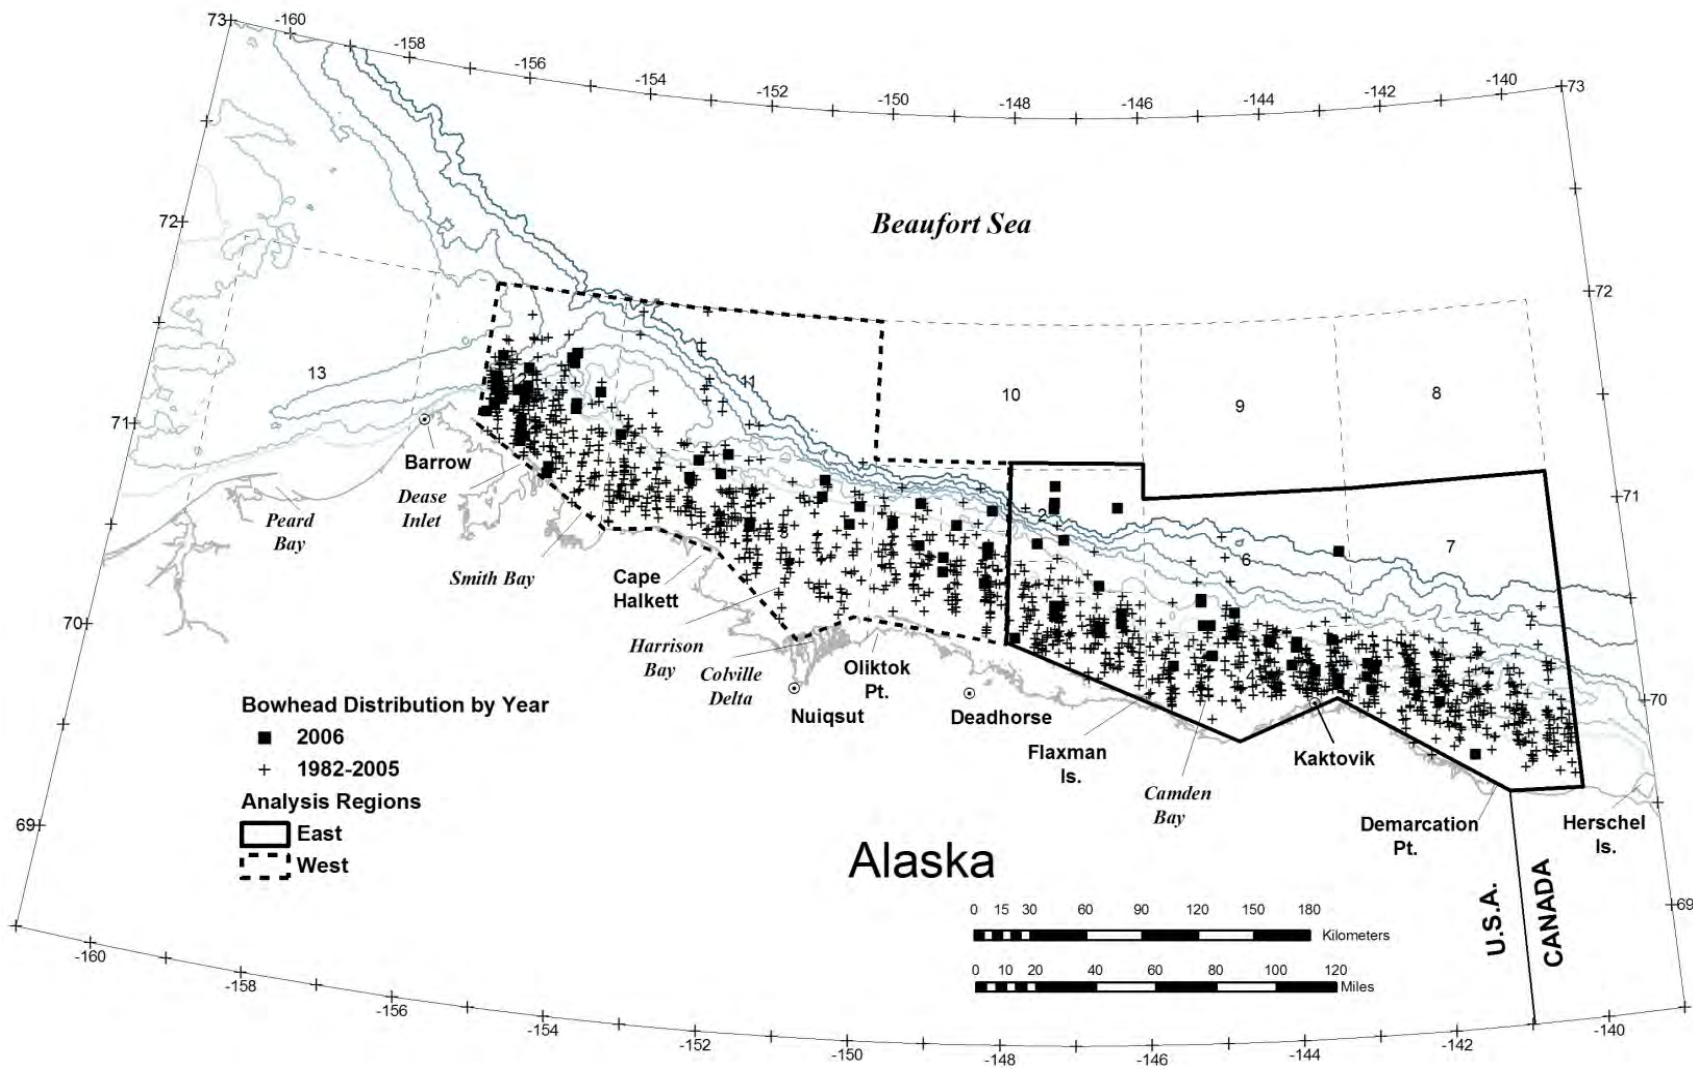 73
-160
-158
-156
-154
-152
-150
-148
-146
-144
-142
-140
73
Beaufort Sea
72
72
13
11
10
9
8
71
Barrow
Dease
Inlet
Peard
Bay
Smith Bay
Cape
Halkett
Harrison
Bay
Colville
Delta
Oliktok
Pt.
Nuiqsut
Deadhorse
Flaxman
Is.
Camden
Bay
Kaktovik
Demarcation
Pt.
Herschel
Is.
71
2
6
7
4
70
70
Bowhead Distribution by Year
2006
1982-2005
Analysis Regions
East
West
69
Alaska
0 15 30 60 90 120 150 180
Kilometers
0 10 20 40 60 80 100 120
Miles
U.S.A.
CANADA
69
-160
-158
-156
-154
-152
-150
-148
-146
-144
-142
-140